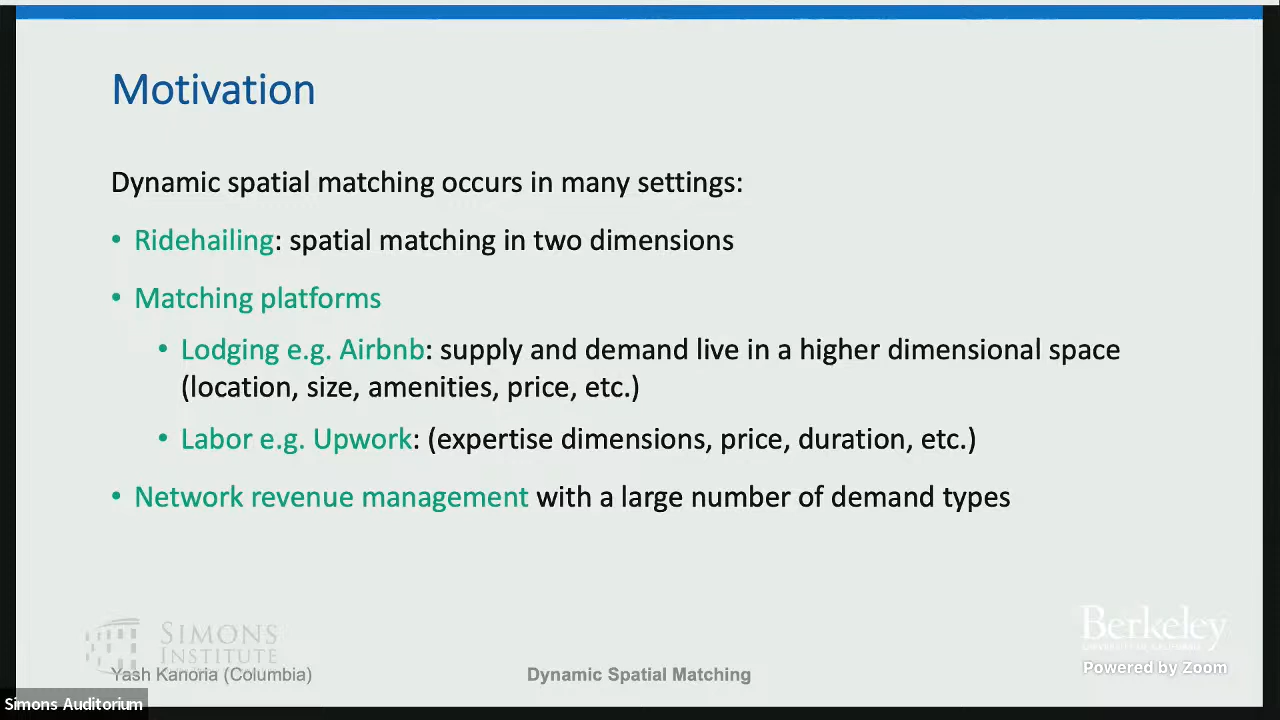 Motivation
Dynamic spatial matching occurs in many settings:
• Ridehailing: spatial matching in two dimensions
• Matching platforms
• Lodging e.g. Airbnb: supply and demand live in a higher dimensional space
(location, size, amenities, price, etc.)
• Labor e.g. Upwork: (expertise dimensions, price, duration, etc.)
• Network revenue management with a large number of demand types
SIMONS
INSTITUTE
Berkeley
UNIVERSITY OF CALIFORNIA
Yash Kanoria (Columbia)
Dynamic Spatial Matching
Powered by Zoom
Simons Auditorium